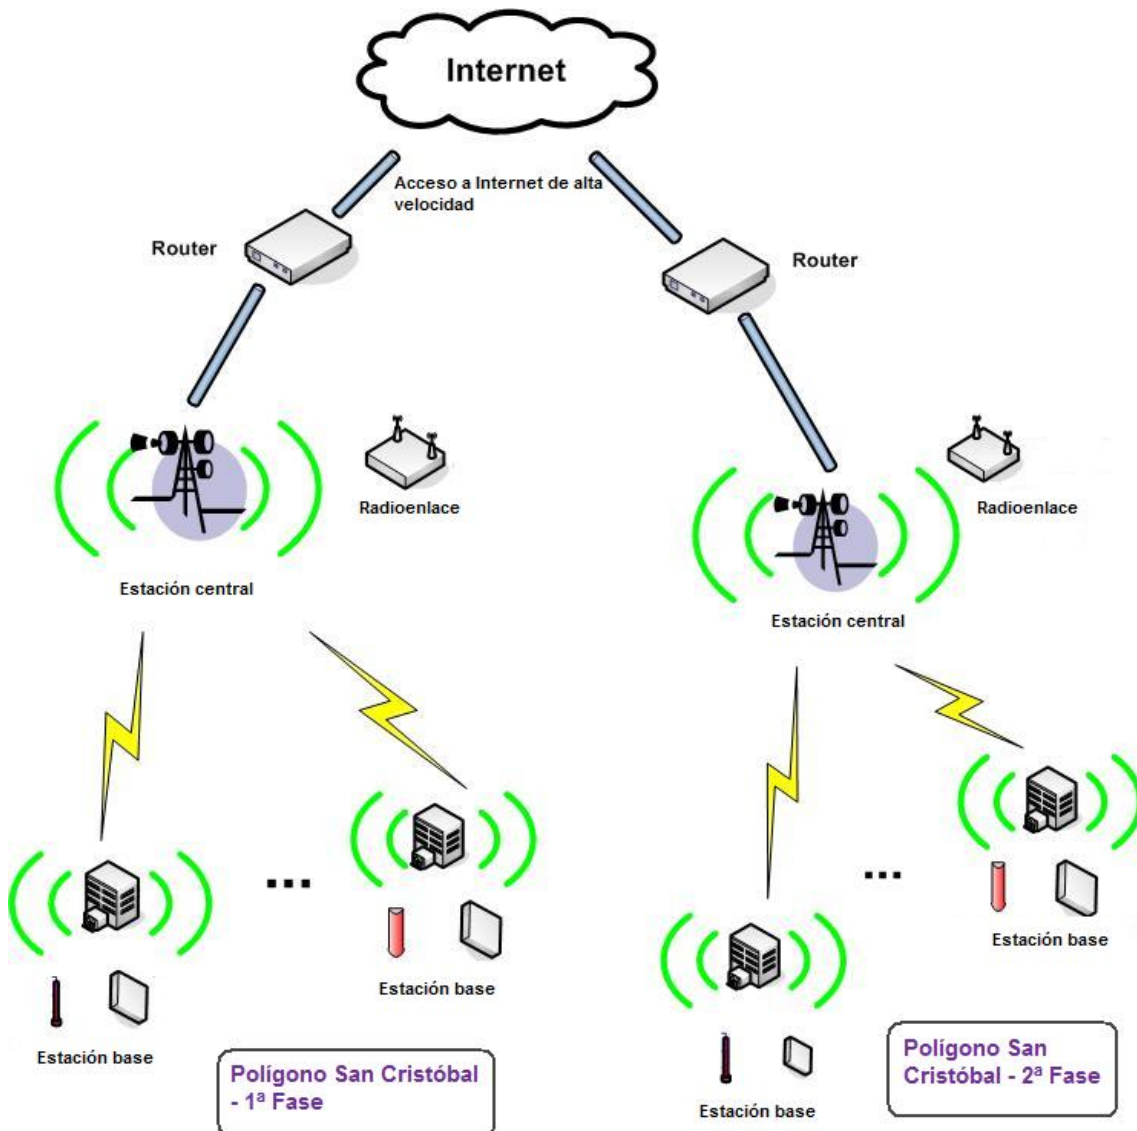 Internet
Acceso a Internet de alta
velocidad
Router
Router
Radioenlace
Radioenlace
Estación central
Estación central
Estación base
Estación base
Estación base
Estación base
Polígono San Cristóbal
- 1ª Fase
Polígono San
Cristóbal - 2ª Fase